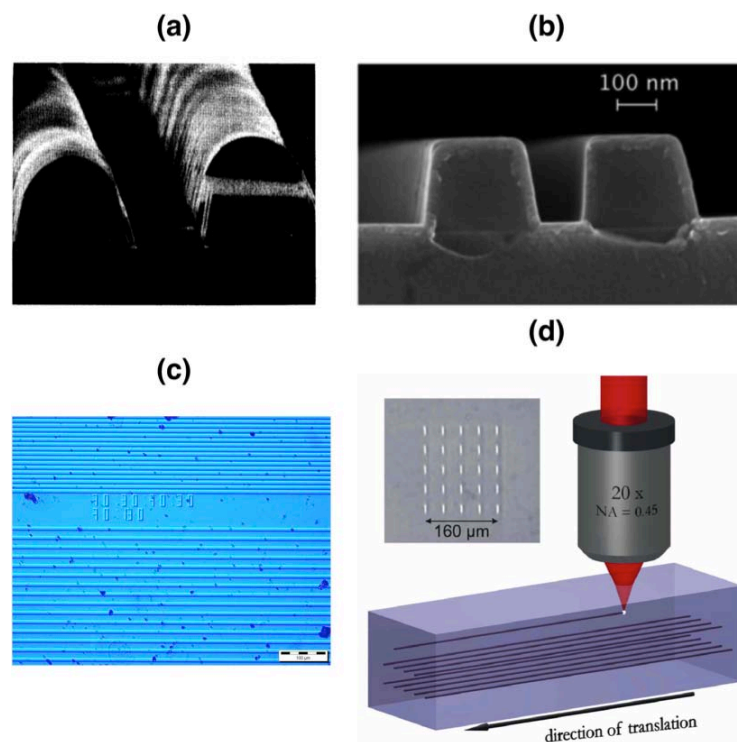 (a)
(b)
100 nm
(c)
(d)
160 µm
20 x
NA = 0.45
direction of translation